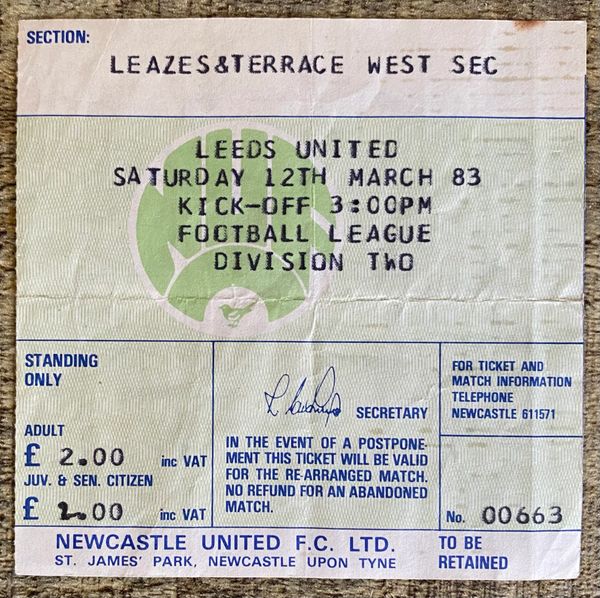 SECTION:
LEAZES&TERRACE WEST SEC
LEEDS UNITED
SATURDAY 12TH MARCH 83
KICK-OFF 3:00PM
FOOTBALL LEAGUE
DIVISION TWO
STANDING
ONLY
ADULT
£ 2.00 inc VAT
JUV. & SEN. CITIZEN
£ 2.00 inc VAT
SECRETARY
IN THE EVENT OF A POSTPONE-
MENT THIS TICKET WILL BE VALID
FOR THE RE-ARRANGED MATCH.
NO REFUND FOR AN ABANDONED
MATCH.
FOR TICKET AND
MATCH INFORMATION
TELEPHONE
NEWCASTLE 611571
No. 00663
NEWCASTLE UNITED F.C. LTD.
ST. JAMES' PARK, NEWCASTLE UPON TYNE
TO BE
RETAINED